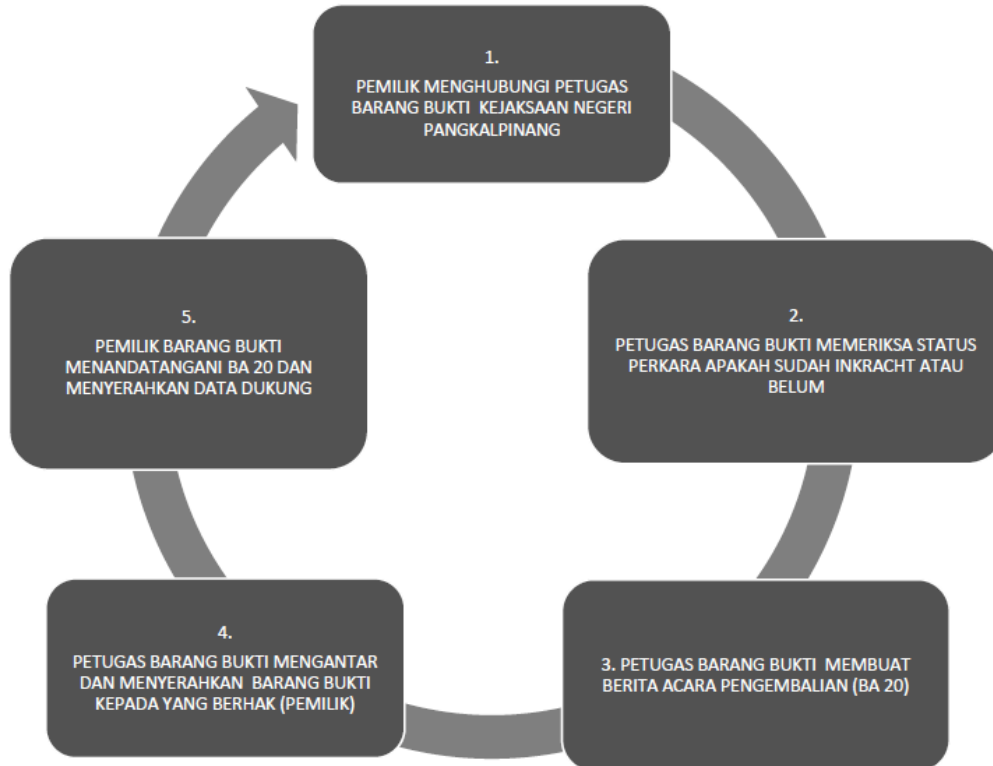 1.
PEMILIK MENGHUBUNGI PETUGAS
BARANG BUKTI KEJAKSAAN NEGERI
PANGKALPINANG
2.
PETUGAS BARANG BUKTI MEMERIKSA STATUS
PERKARA APAKAH SUDAH INKRACHT ATAU
BELUM
3. PETUGAS BARANG BUKTI MEMBUAT
BERITA ACARA PENGEMBALIAN (BA 20)
4.
PETUGAS BARANG BUKTI MENGANTAR
DAN MENYERAHKAN BARANG BUKTI
KEPADA YANG BERHAK (PEMILIK)
5.
PEMILIK BARANG BUKTI
MENANDATANGANI BA 20 DAN
MENYERAHKAN DATA DUKUNG